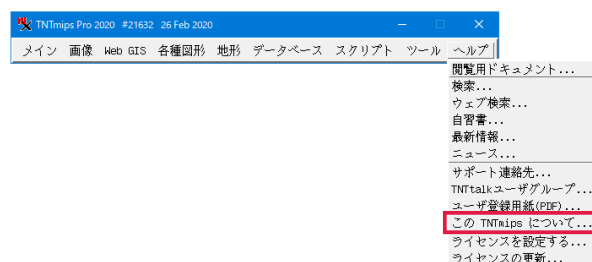 TNTmips Pro 2020 #21632 26 Feb 2020
メイン 画像 Web GIS 各種図形 地形 データベース スクリプト ツール ヘルプ
閲覧用ドキュメント...
検索...
ウェブ検索...
自習書...
最新情報...
ニュース...
サポート連絡先...
TNTtalkユーザグループ...
ユーザ登録用紙(PDF)...
この TNTmips について...
ライセンスを設定する...
ライセンスの更新...